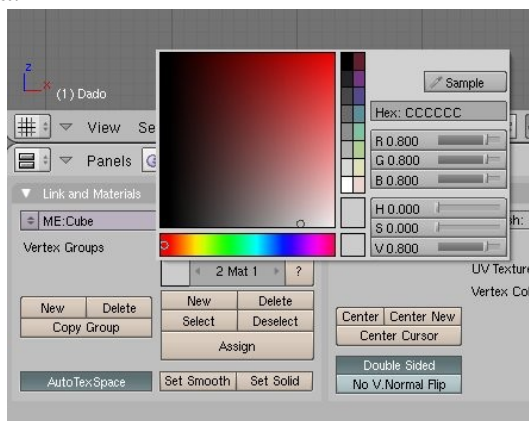 z
x
(1) Dado
Sample
Hex: CCCCCC
View Se
R 0.800
Panels
G 0.800
B 0.800
Link and Materials
H 0.000
ME:Cube
S 0.000
sh:
Vertex Groups
V 0.800
2 Mat 1
?
UV Texture
Vertex Col
New Delete
New Delete
Copy Group
Select Deselect
Center Center New
Assign
Center Cursor
Double Sided
AutoTexSpace
Set Smooth Set Solid
No V.Normal Flip